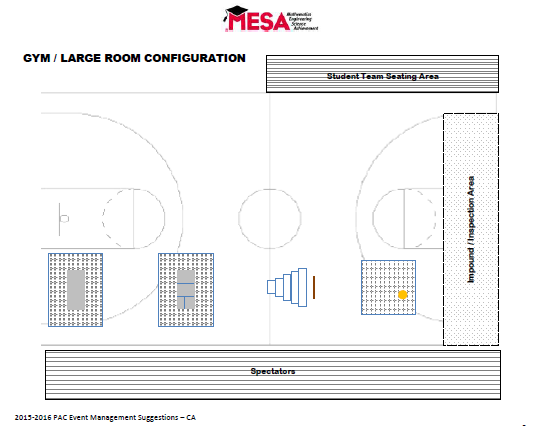 MESA
Mathematics
Engineering
Science
Achievement
GYM / LARGE ROOM CONFIGURATION
Student Team Seating Area
Impound / Inspection Area
Spectators
2015-2016 PAC Event Management Suggestions – CA